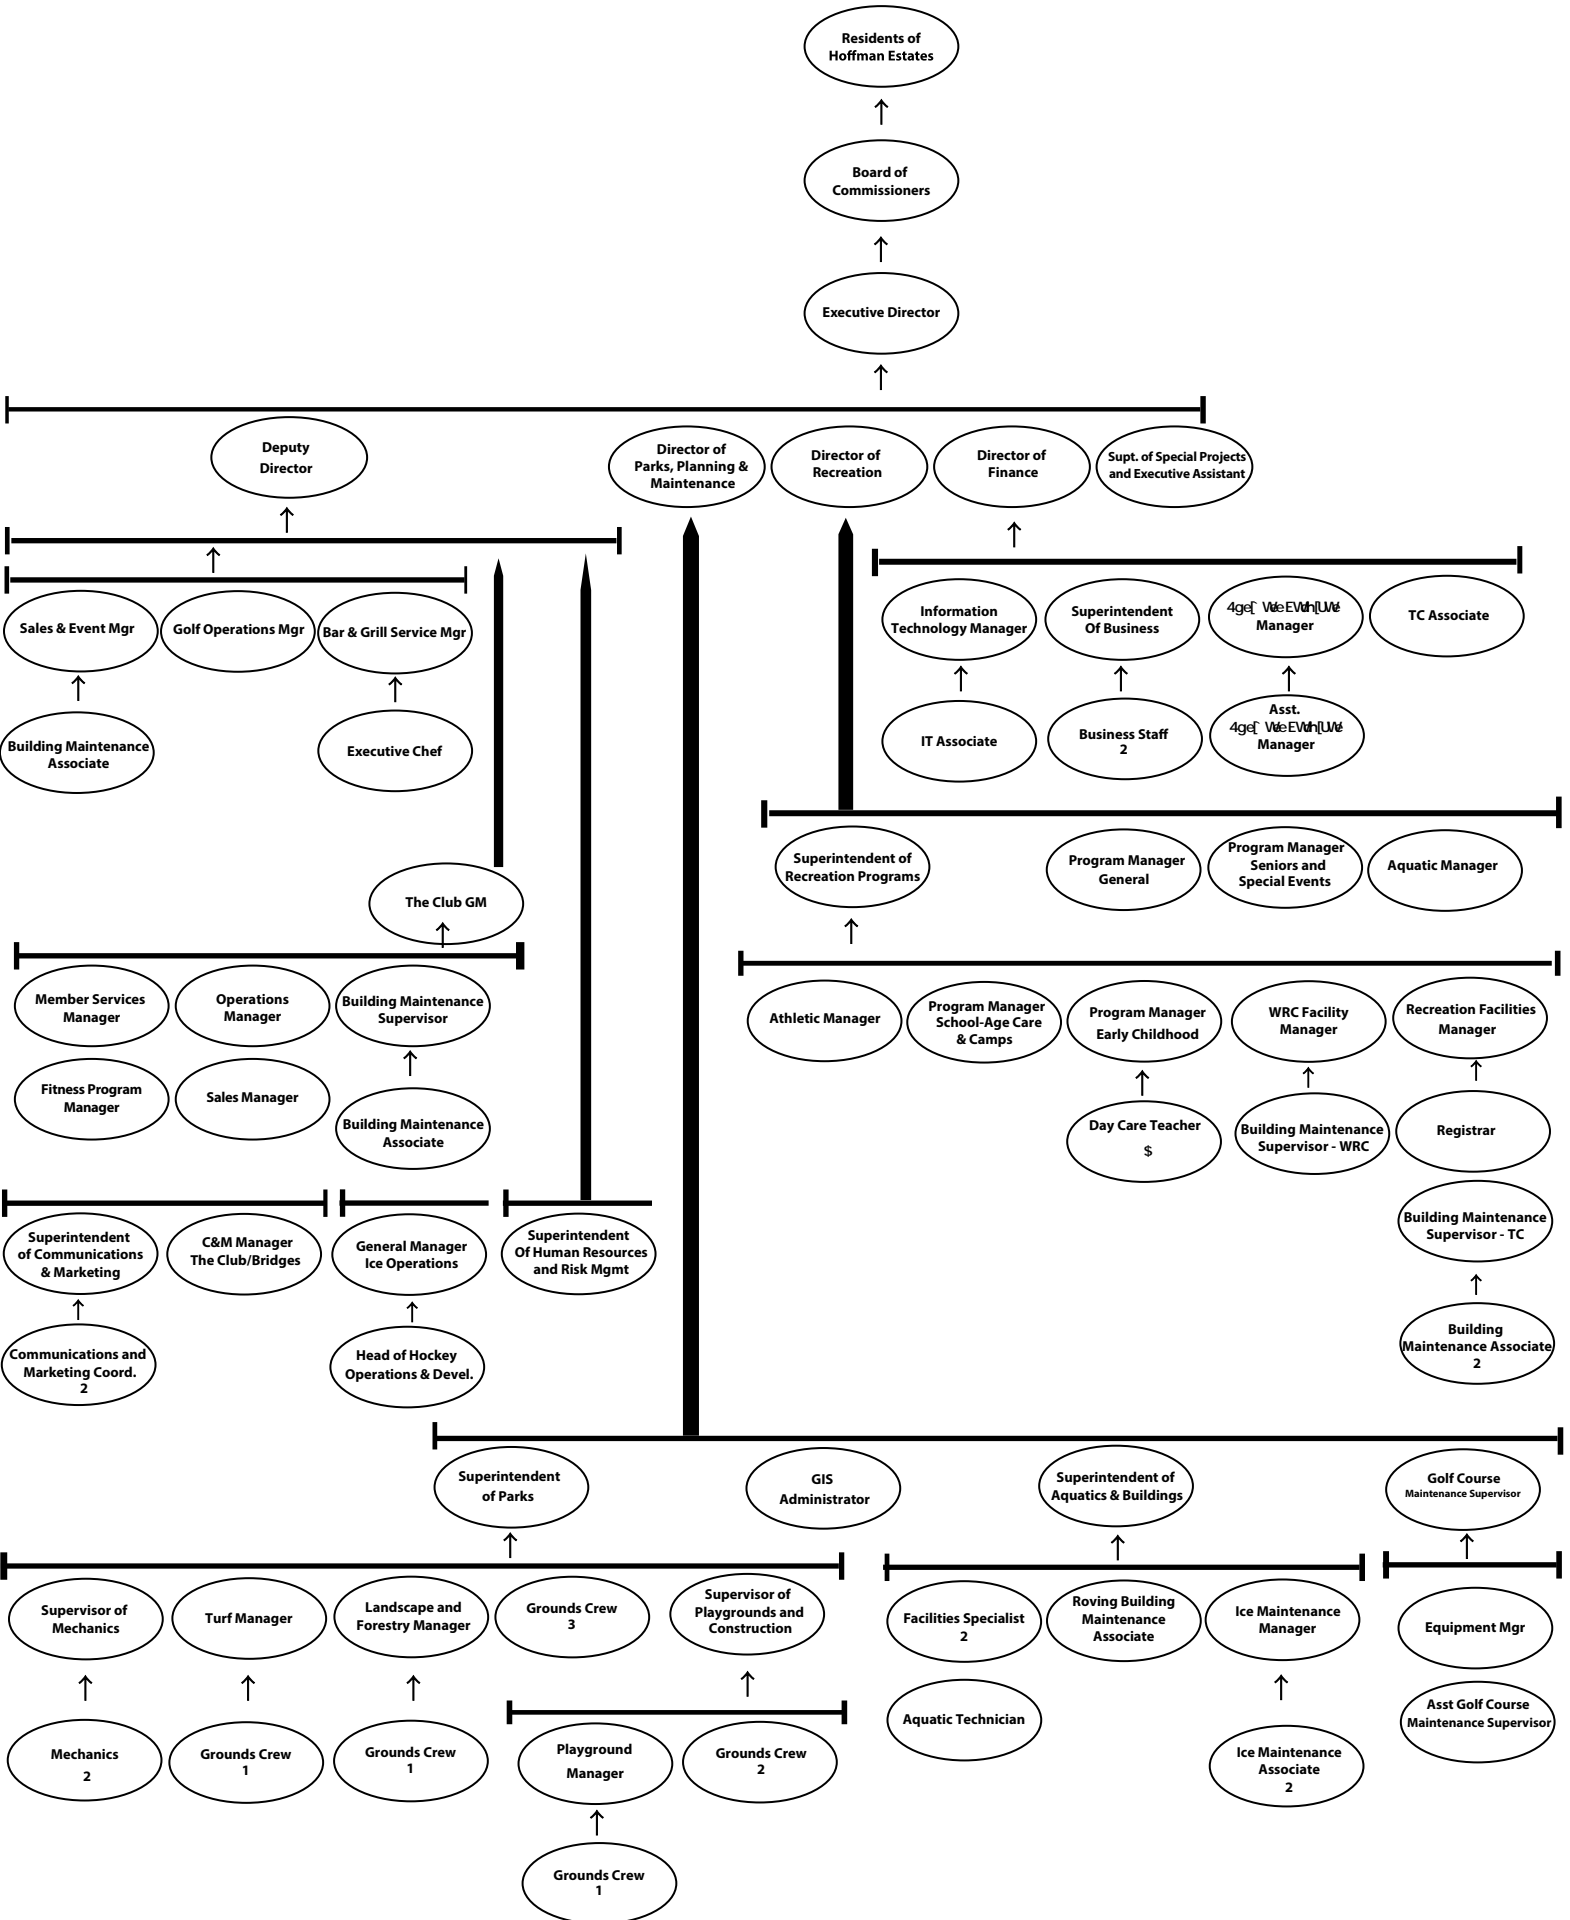 Residents of
Hoffman Estates
Board of
Commissioners
Executive Director
Deputy
Director
Director of
Parks, Planning &
Maintenance
Director of
Recreation
Director of
Finance
Supt. of Special Projects
and Executive Assistant
Sales & Event Mgr
Golf Operations Mgr
Bar & Grill Service Mgr
Information
Technology Manager
Superintendent
Of Business
Manager
TC Associate
Building Maintenance
Associate
Executive Chef
IT Associate
Business Staff
2
Asst.
Manager
Superintendent of
Recreation Programs
Program Manager
General
Program Manager
Seniors and
Special Events
Aquatic Manager
The Club GM
Member Services
Manager
Operations
Manager
Building Maintenance
Supervisor
Athletic Manager
Program Manager
School-Age Care
& Camps
Program Manager
Early Childhood
WRC Facility
Manager
Recreation Facilities
Manager
Fitness Program
Manager
Sales Manager
Building Maintenance
Associate
Day Care Teacher
$
Building Maintenance
Supervisor - WRC
Registrar
Building Maintenance
Supervisor - TC
Building
Maintenance Associate
2
Superintendent
of Communications
& Marketing
C&M Manager
The Club/Bridges
General Manager
Ice Operations
Superintendent
Of Human Resources
and Risk Mgmt
Communications and
Marketing Coord.
2
Head of Hockey
Operations & Devel.
Superintendent
of Parks
GIS
Administrator
Superintendent of
Aquatics & Buildings
Golf Course
Maintenance Supervisor
Supervisor of
Mechanics
Turf Manager
Landscape and
Forestry Manager
Grounds Crew
3
Supervisor of
Playgrounds and
Construction
Facilities Specialist
2
Roving Building
Maintenance
Associate
Ice Maintenance
Manager
Equipment Mgr
Mechanics
2
Grounds Crew
1
Grounds Crew
1
Playground
Manager
Grounds Crew
2
Aquatic Technician
Ice Maintenance
Associate
2
Asst Golf Course
Maintenance Supervisor
Grounds Crew
1